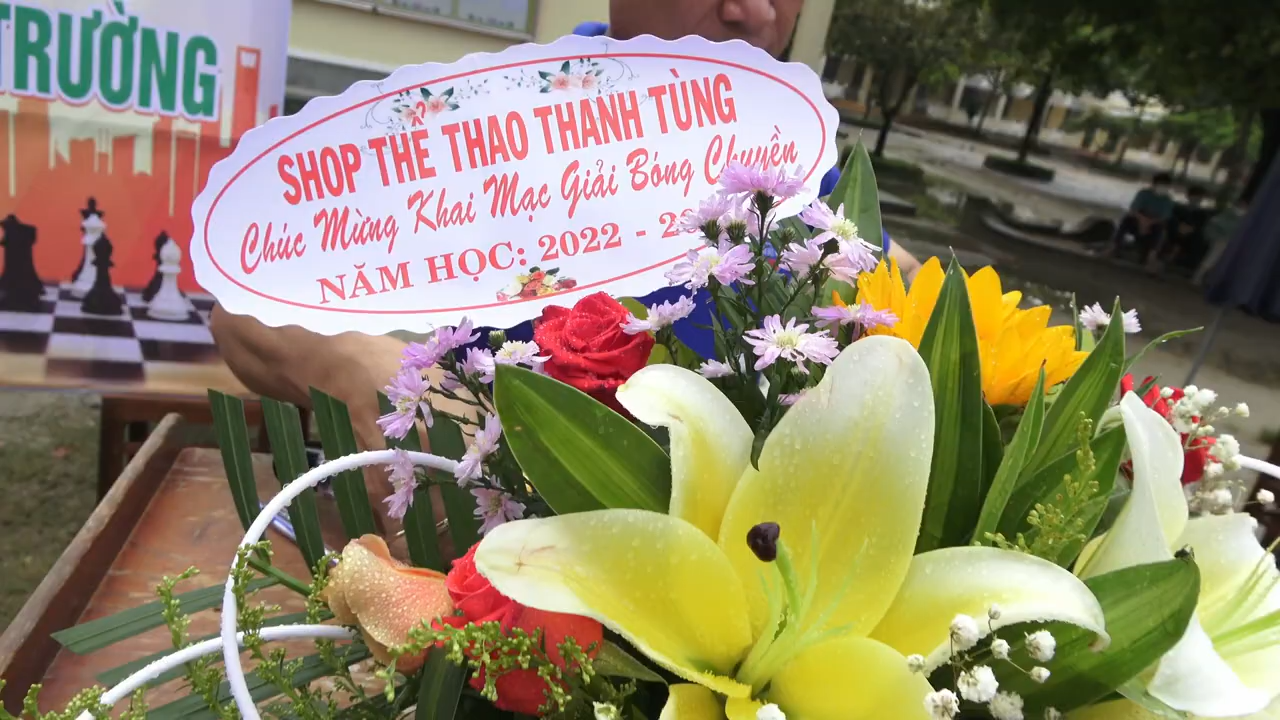 TRƯỜNG
SHOP THỂ THAO THANH TÙNG
Chúc Mừng Khai Mạc Giải Bóng Chuyền
NĂM HỌC: 2022 -